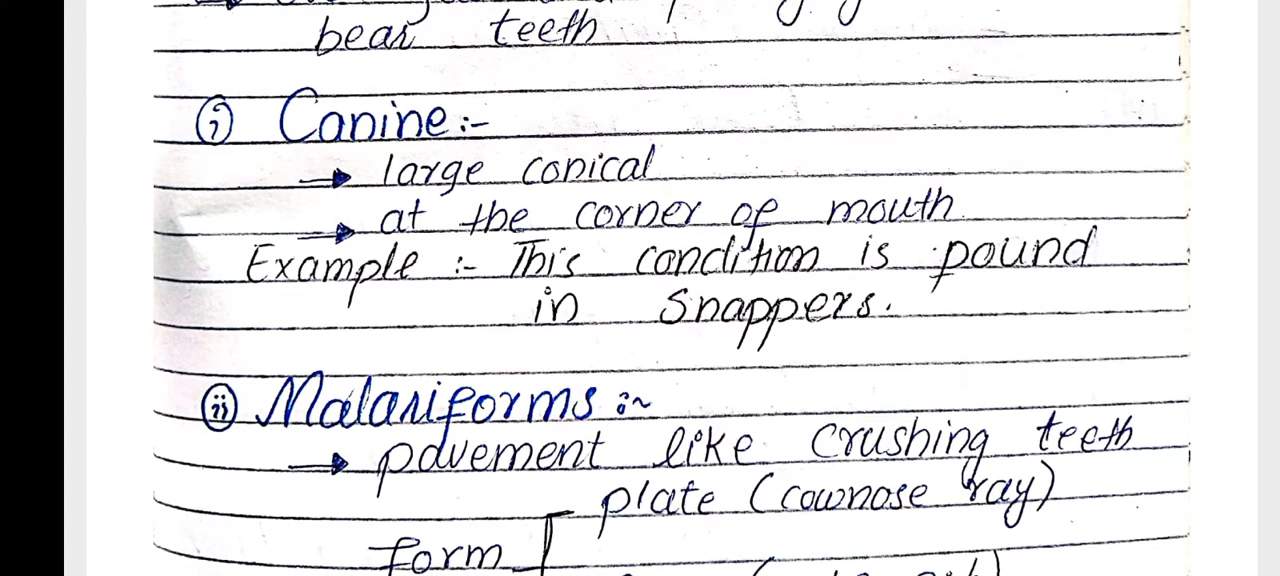 bear teeth
(i) Canine :-
→ large conical
→ at the corner of mouth
Example :- This condition is found
in Snappers.
(ii) Malariforms :~
→ pavement like crushing teeth
plate (cownose ray)
form